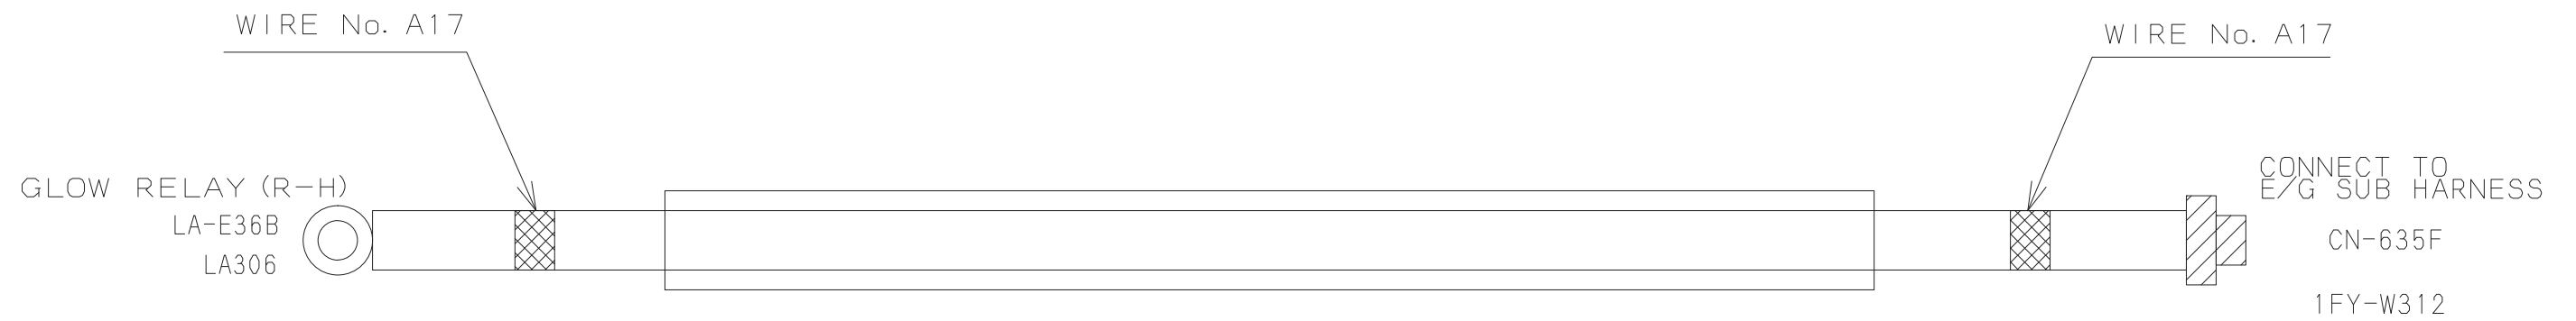 WIRE No. A17
WIRE No. A17
GLOW RELAY (R-H)
LA-E36B
LA306
CONNECT TO
E/G SUB HARNESS
CN-635F
1FY-W312